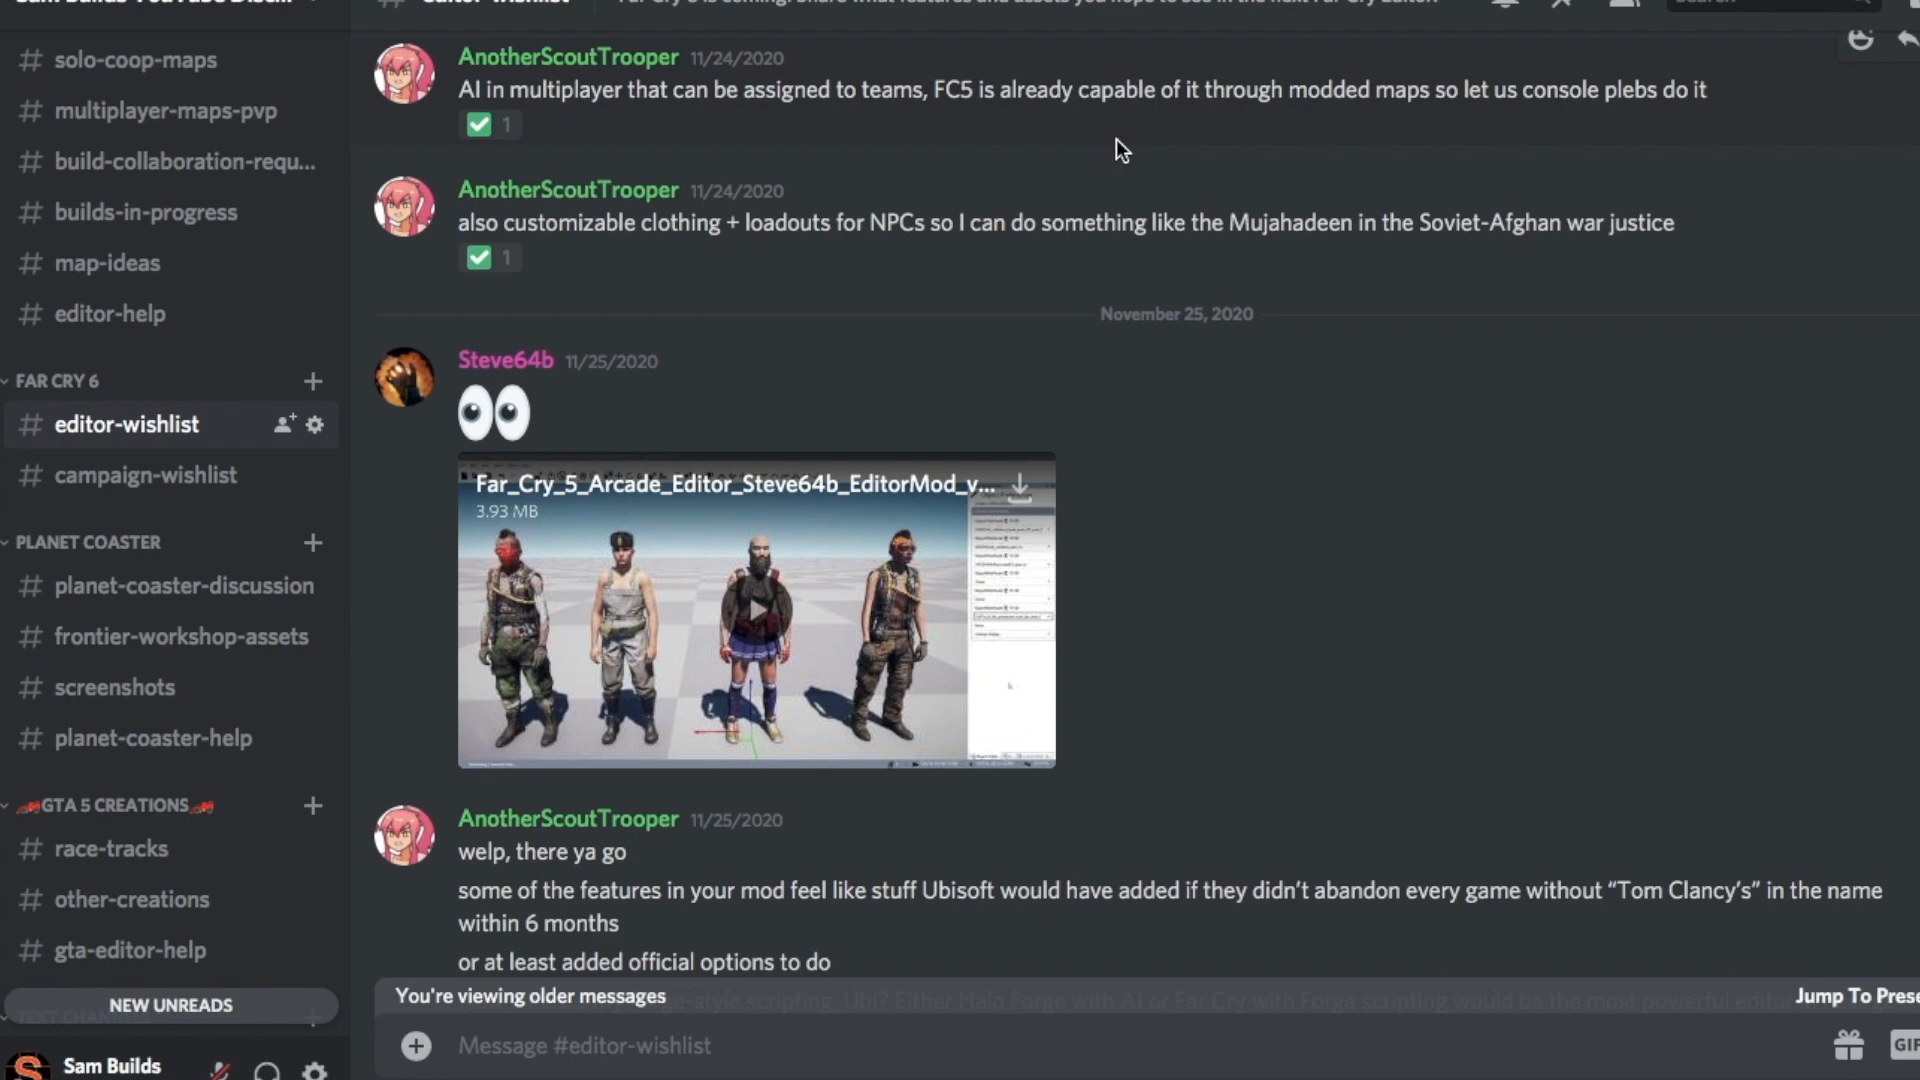 # solo-coop-maps
# multiplayer-maps-pvp
# build-collaboration-requ...
# builds-in-progress
# map-ideas
# editor-help
FAR CRY 6
# editor-wishlist
# campaign-wishlist
PLANET COASTER
# planet-coaster-discussion
# frontier-workshop-assets
# screenshots
# planet-coaster-help
GTA 5 CREATIONS
# race-tracks
# other-creations
# gta-editor-help
NEW UNREADS
TEXT CHANNELS
Sam Builds
AnotherScoutTrooper 11/24/2020
AI in multiplayer that can be assigned to teams, FC5 is already capable of it through modded maps so let us console plebs do it
1
AnotherScoutTrooper 11/24/2020
also customizable clothing + loadouts for NPCs so I can do something like the Mujahadeen in the Soviet-Afghan war justice
1
November 25, 2020
Steve64b 11/25/2020
Far_Cry_5_Arcade_Editor_Steve64b_EditorMod_v...
3.93 MB
AnotherScoutTrooper 11/25/2020
welp, there ya go
some of the features in your mod feel like stuff Ubisoft would have added if they didn't abandon every game without “Tom Clancy's” in the name
within 6 months
or at least added official options to do
You're viewing older messages
Jump To Prese
Message #editor-wishlist
GIF